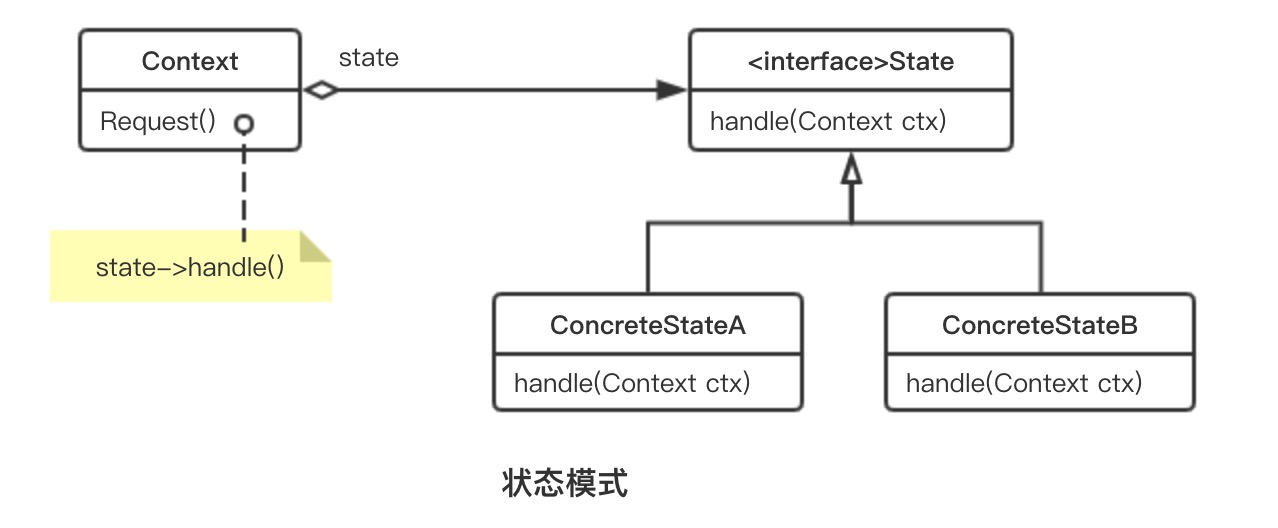 Context
state
<interface>State
Request()
handle(Context ctx)
state->handle()
ConcreteStateA
ConcreteStateB
handle(Context ctx)
handle(Context ctx)
状态模式